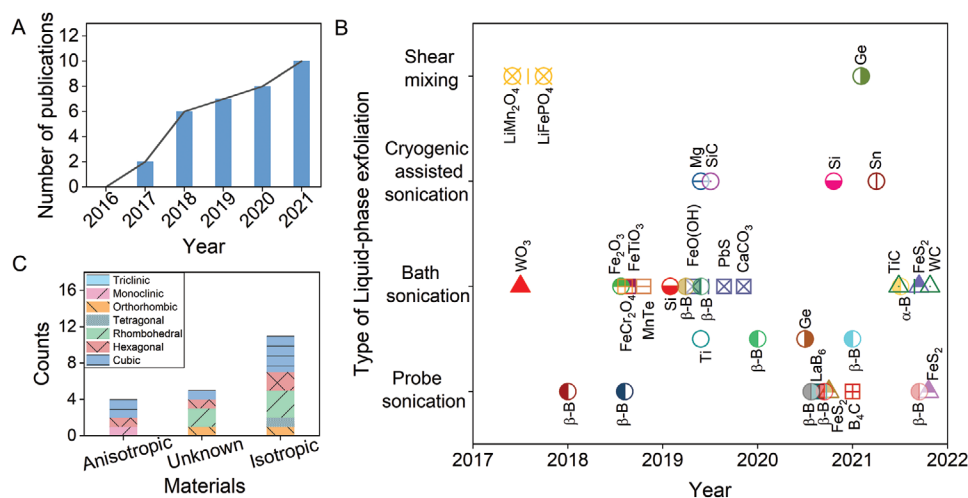 A
Number of publications
12
10
8
6
4
2
0
2016
2017
2018
2019
2020
2021
Year
C
Counts
16
12
8
4
0
Triclinic
Monoclinic
Orthorhombic
Tetragonal
Rhombohedral
Hexagonal
Cubic
Anisotropic
Unknown
Isotropic
Materials
B
Type of Liquid-phase exfoliation
Shear
mixing
Cryogenic
assisted
sonication
Bath
sonication
Probe
sonication
LiMn2O4
LiFePO4
Ge
Mg
SiC
Si
Sn
WO3
Fe2O3
FeTiO3
FeCr2O4
MnTe
Si
FeO(OH)
β-B
β-B
PbS
CaCO3
TiC
α-B
FeS2
WC
Ti
β-B
Ge
β-B
β-B
β-B
β-B
LaB6
β-B
FeS2
B4C
β-B
FeS2
2017
2018
2019
2020
2021
2022
Year